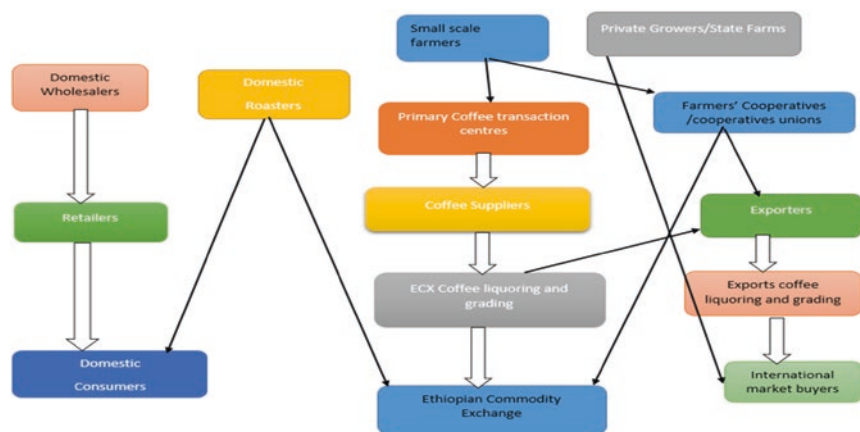 Small scale
farmers
Private Growers/State Farms
Domestic
Wholesalers
Domestic
Roasters
Primary Coffee transaction
centres
Farmers' Cooperatives
/cooperatives unions
Retailers
Coffee Suppliers
Exporters
ECX Coffee liquoring and
grading
Exports coffee
liquoring and grading
Domestic
Consumers
Ethiopian Commodity
Exchange
International
market buyers